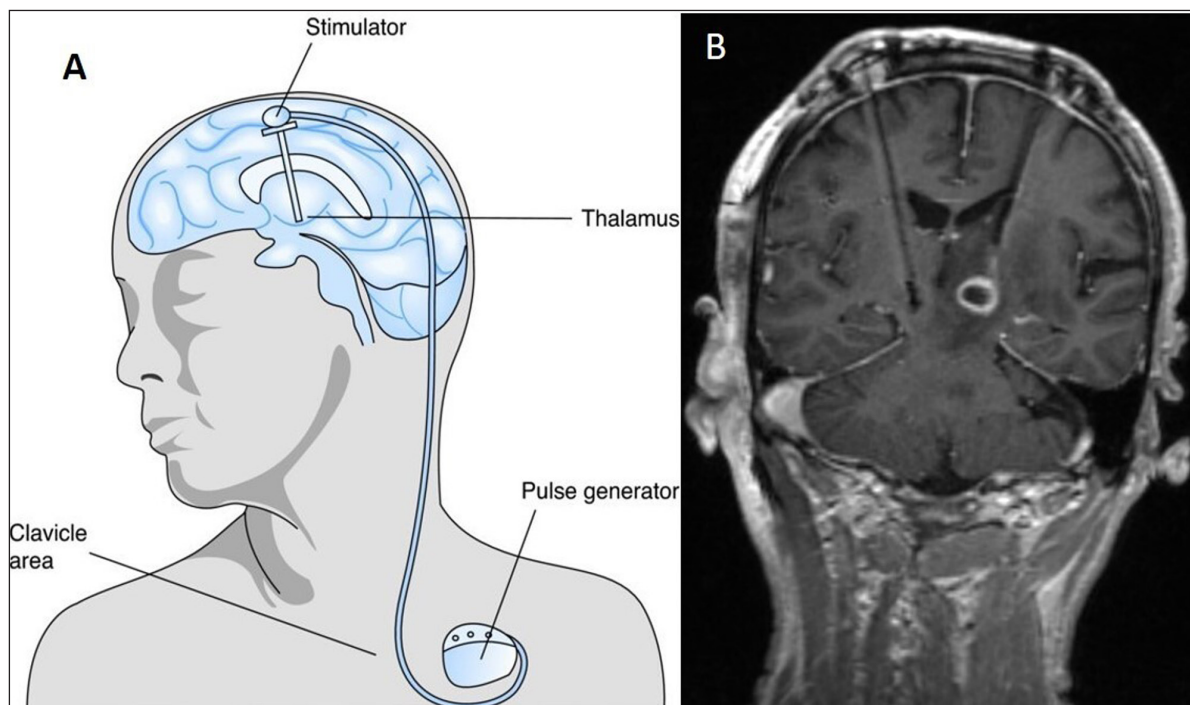 Stimulator
A
Thalamus
Pulse generator
Clavicle
area
B